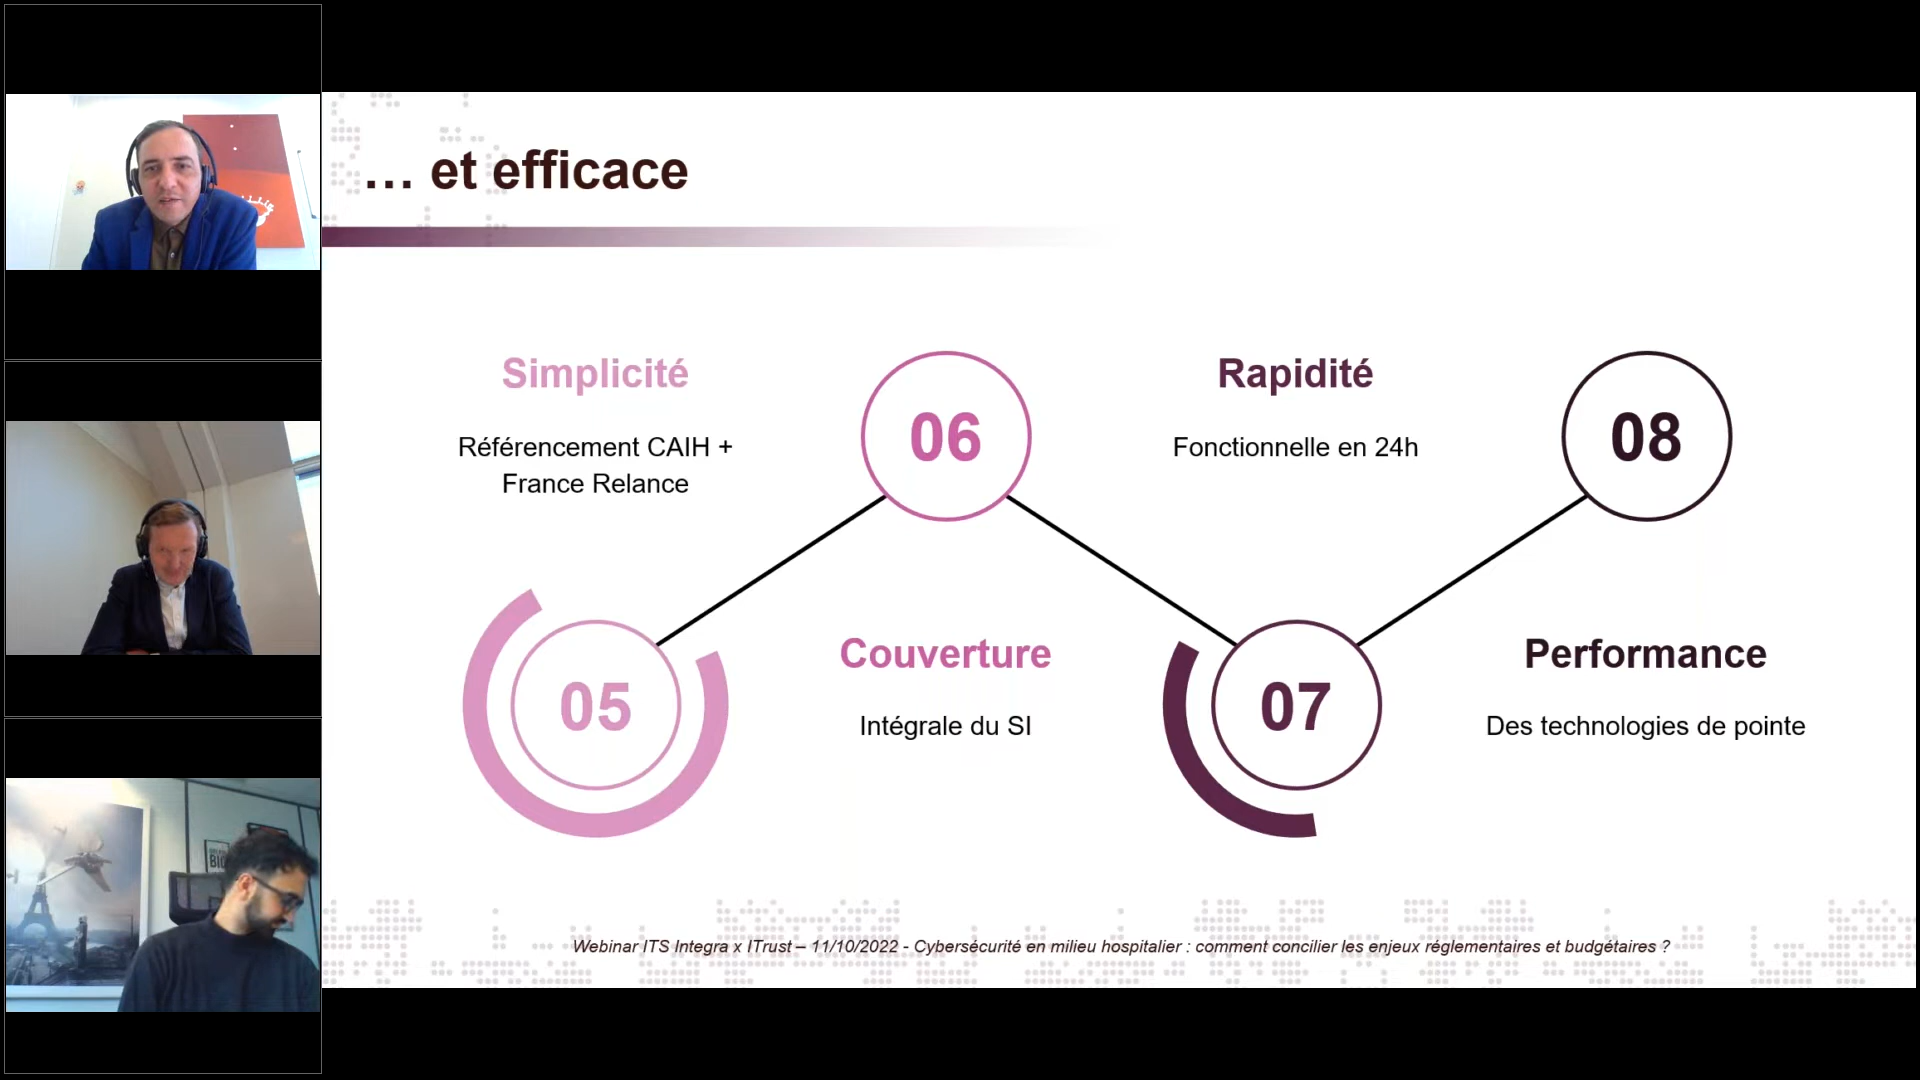 … et efficace
Simplicité
Référencement CAIH +
France Relance
05
06
Couverture
Intégrale du SI
Rapidité
Fonctionnelle en 24h
07
08
Performance
Des technologies de pointe
Webinar ITS Integra x ITrust – 11/10/2022 - Cybersécurité en milieu hospitalier : comment concilier les enjeux réglementaires et budgétaires ?